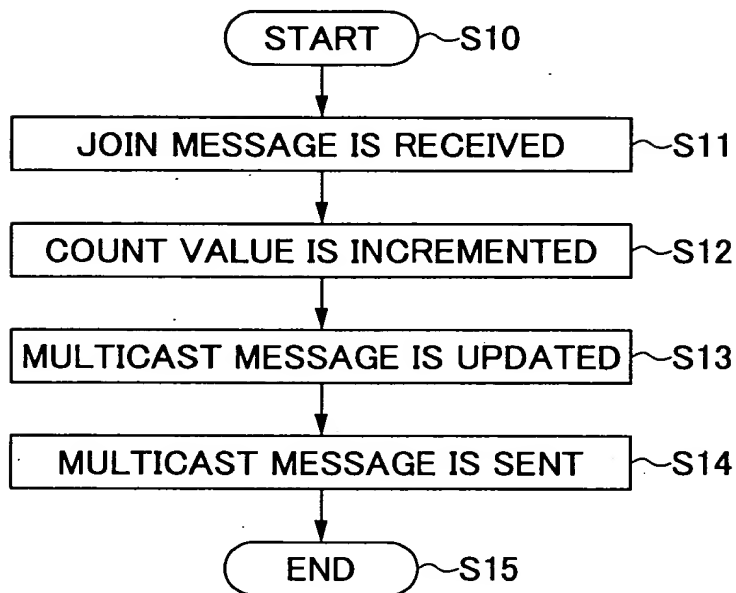 START S10
JOIN MESSAGE IS RECEIVED S11
COUNT VALUE IS INCREMENTED S12
MULTICAST MESSAGE IS UPDATED S13
MULTICAST MESSAGE IS SENT S14
END S15